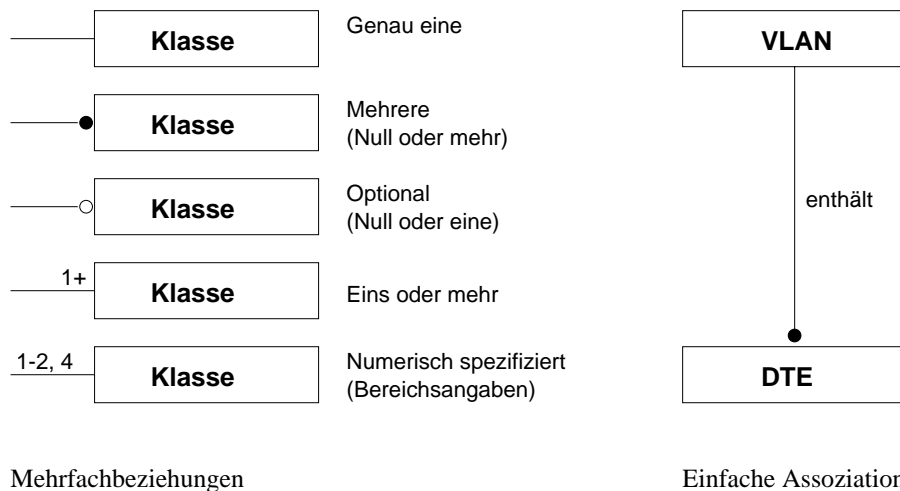 Klasse
Genau eine
Klasse
Mehrere
(Null oder mehr)
Klasse
Optional
(Null oder eine)
1+
Klasse
Eins oder mehr
1-2, 4
Klasse
Numerisch spezifiziert
(Bereichsangaben)
Mehrfachbeziehungen
VLAN
enthält
DTE
Einfache Assoziation